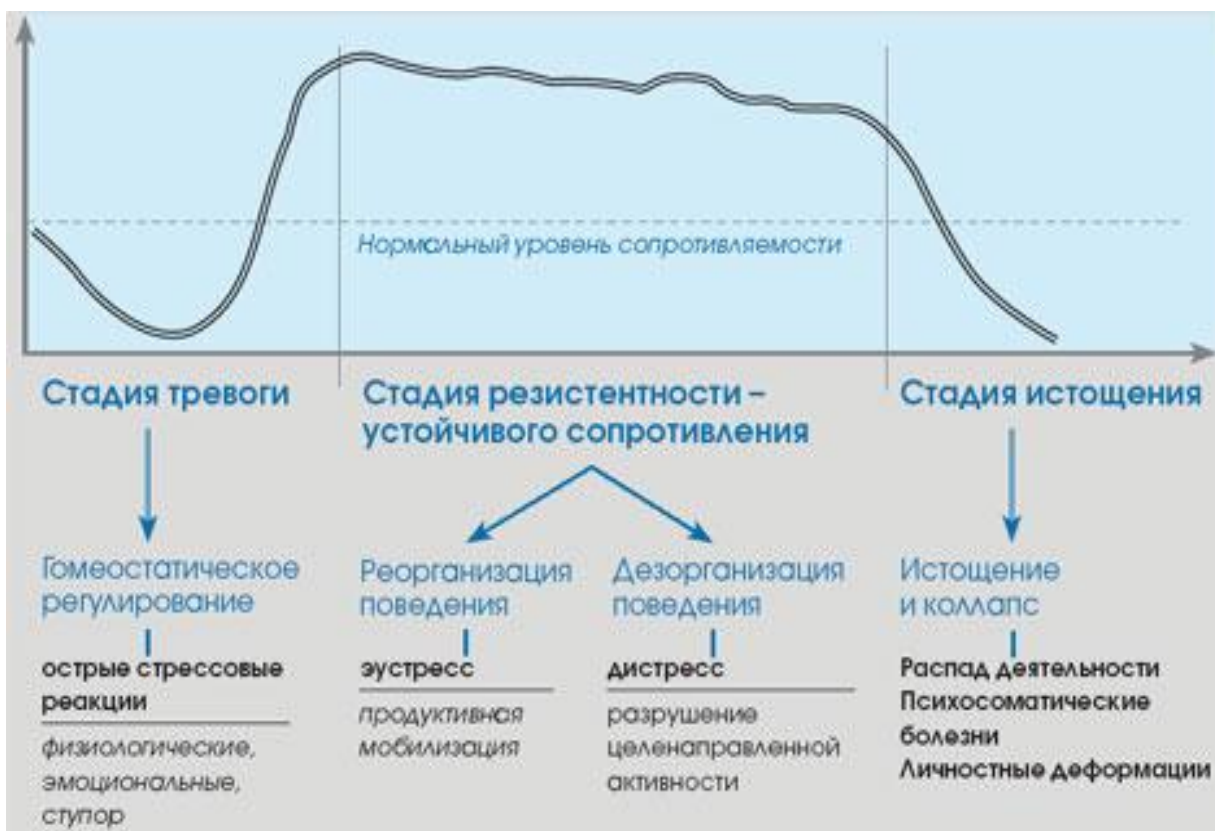 Нормальный уровень сопротивляемости
Стадия тревоги
Стадия резистентности –
устойчивого сопротивления
Стадия истощения
Гомеостатическое
регулирование
Реорганизация
поведения
Дезорганизация
поведения
Истощение
и коллапс
острые стрессовые
реакции
физиологические,
эмоциональные,
ступор
эустресс
продуктивная
мобилизация
дистресс
разрушение
целенаправленной
активности
Распад деятельности
Психосоматические
болезни
Личностные деформации